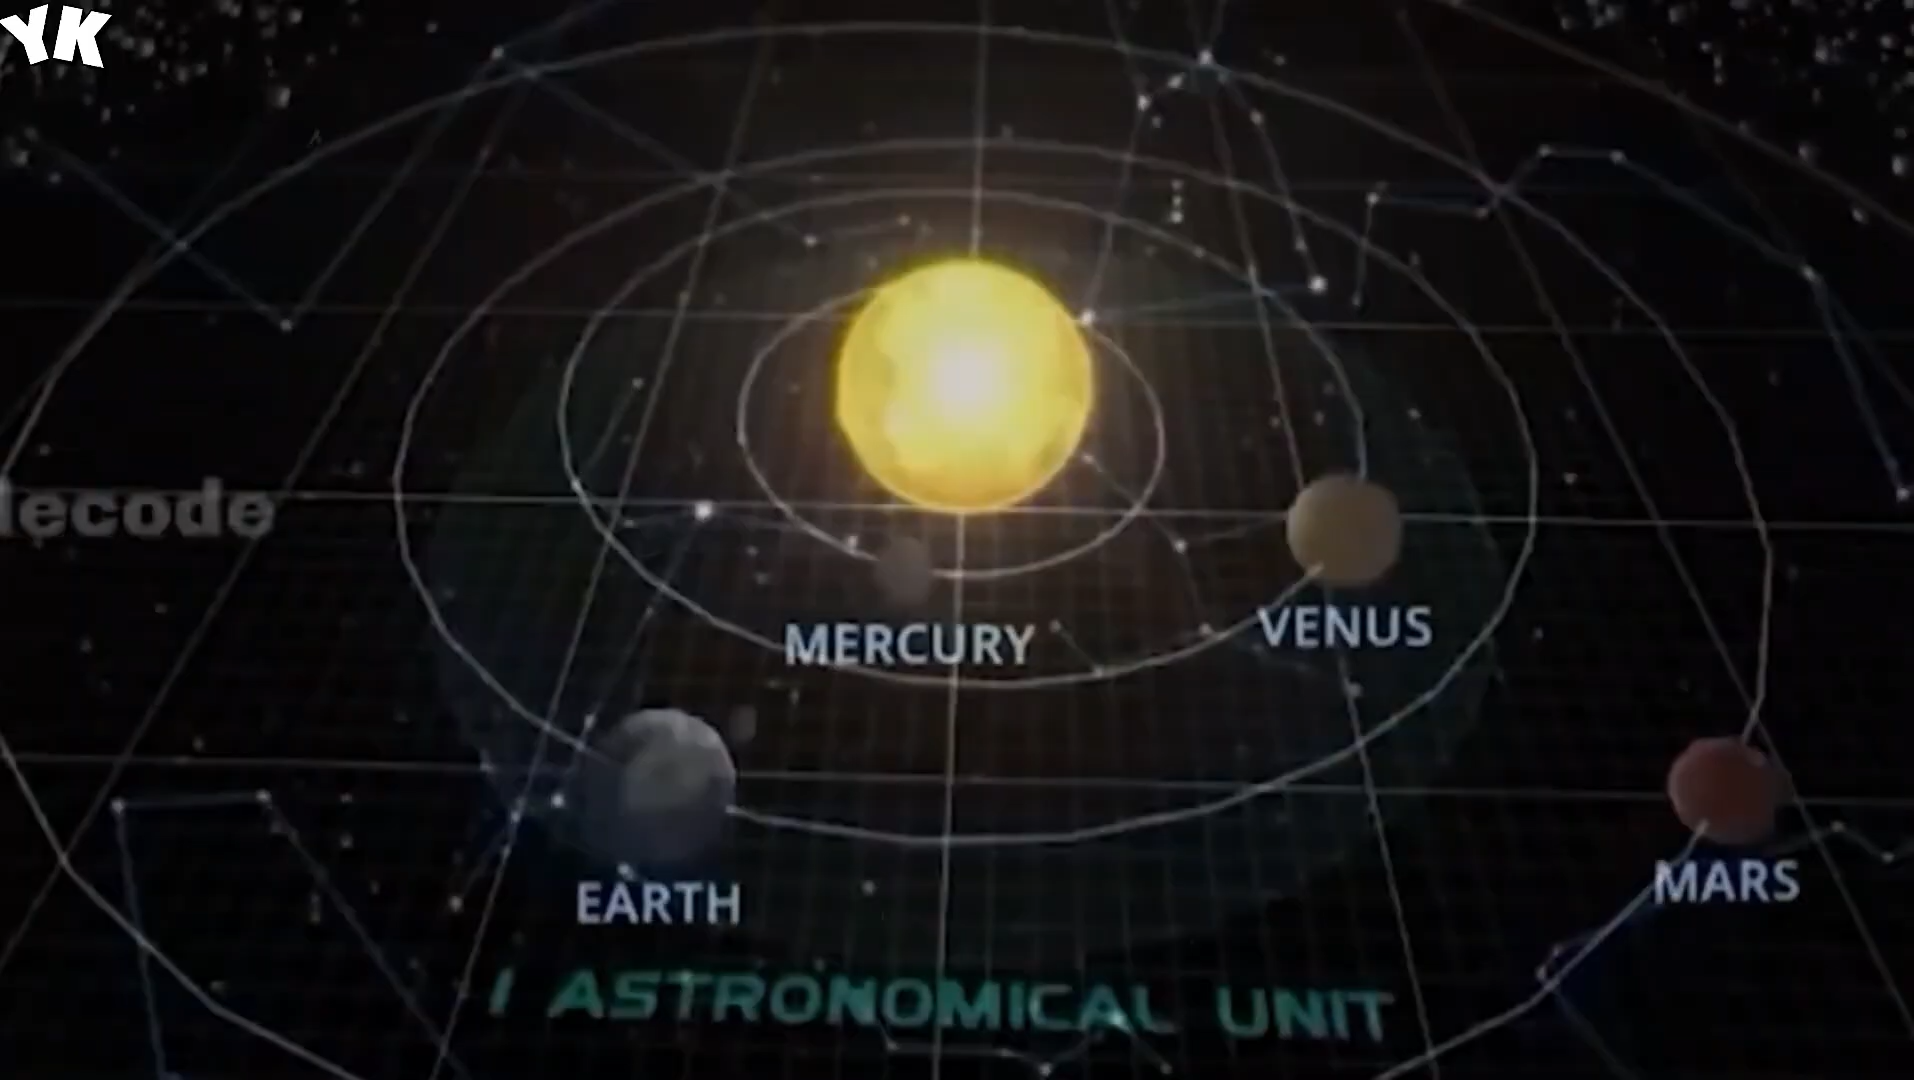 YK
lecode
MERCURY
VENUS
EARTH
MARS
1 ASTRONOMICAL UNIT